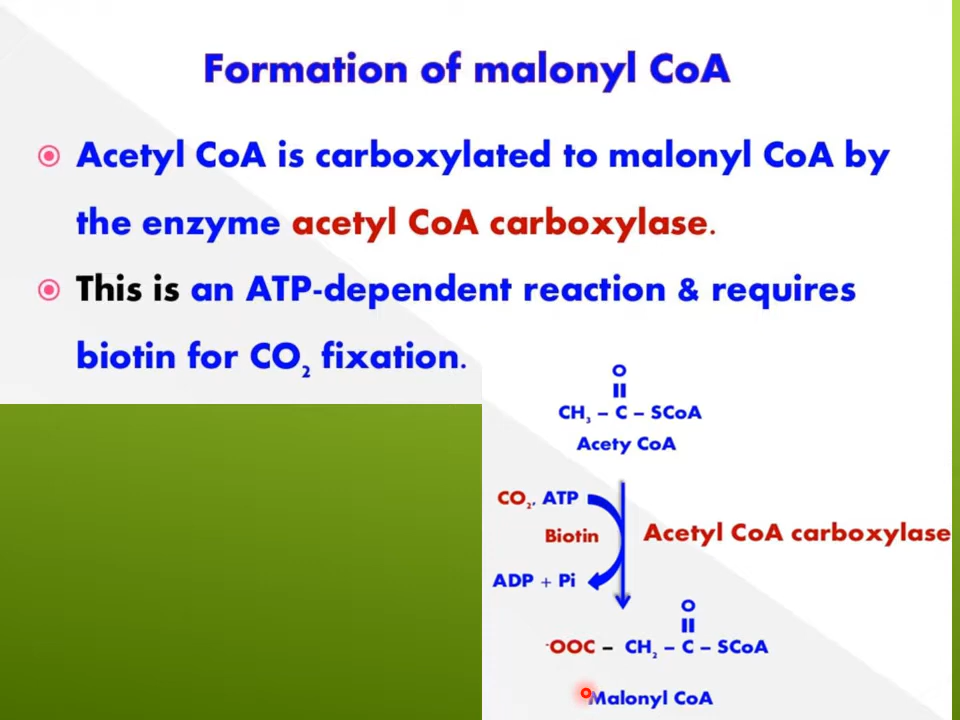 Formation of malonyl CoA
Acetyl CoA is carboxylated to malonyl CoA by
the enzyme acetyl CoA carboxylase.
This is an ATP-dependent reaction & requires
biotin for CO₂ fixation.
O
CH₃ – C – SCoA
Acety CoA
CO₂, ATP
Biotin
Acetyl CoA carboxylase
ADP + Pi
O
⁻OOC – CH₂ – C – SCoA
Malonyl CoA